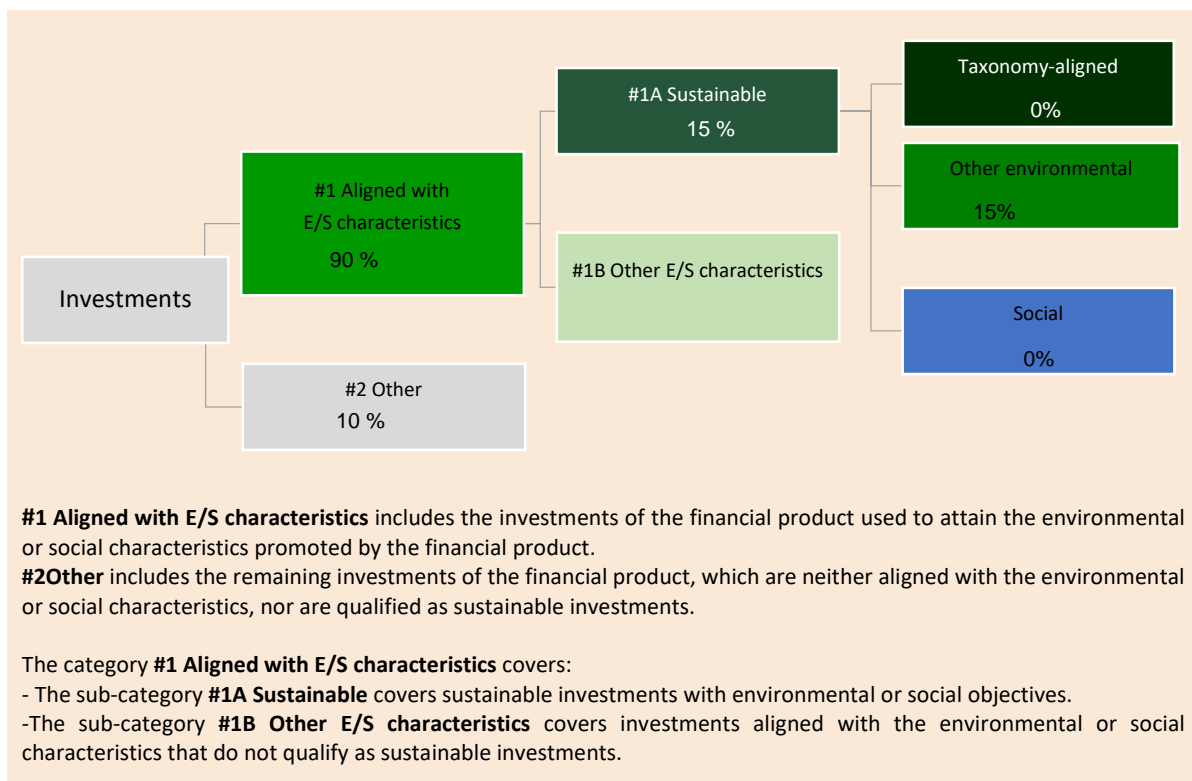 Taxonomy-aligned
0%
#1A Sustainable
15 %
Other environmental
15%
#1 Aligned with
E/S characteristics
90 %
#1B Other E/S characteristics
Investments
Social
0%
#2 Other
10 %
#1 Aligned with E/S characteristics includes the investments of the financial product used to attain the environmental
or social characteristics promoted by the financial product.
#2Other includes the remaining investments of the financial product, which are neither aligned with the environmental
or social characteristics, nor are qualified as sustainable investments.
The category #1 Aligned with E/S characteristics covers:
- The sub-category #1A Sustainable covers sustainable investments with environmental or social objectives.
-The sub-category #1B Other E/S characteristics covers investments aligned with the environmental or social
characteristics that do not qualify as sustainable investments.